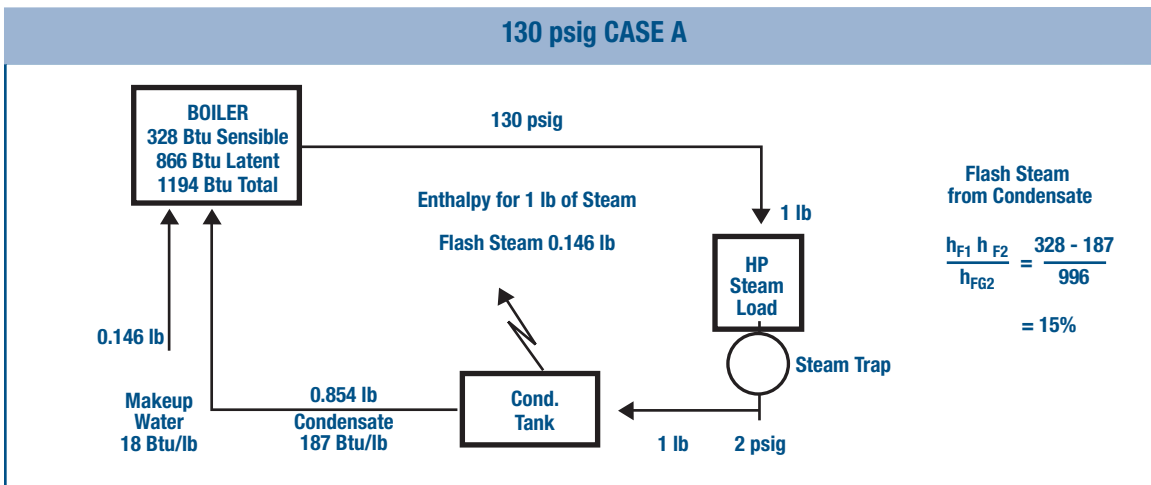 130 psig CASE A
BOILER
328 Btu Sensible
866 Btu Latent
1194 Btu Total
130 psig
Enthalpy for 1 lb of Steam
Flash Steam 0.146 lb
1 lb
HP
Steam
Load
Steam Trap
Flash Steam
from Condensate
hF1 h F2 / hFG2 = 328 - 187 / 996
= 15%
0.146 lb
Makeup
Water
18 Btu/lb
0.854 lb
Condensate
187 Btu/lb
Cond.
Tank
1 lb
2 psig